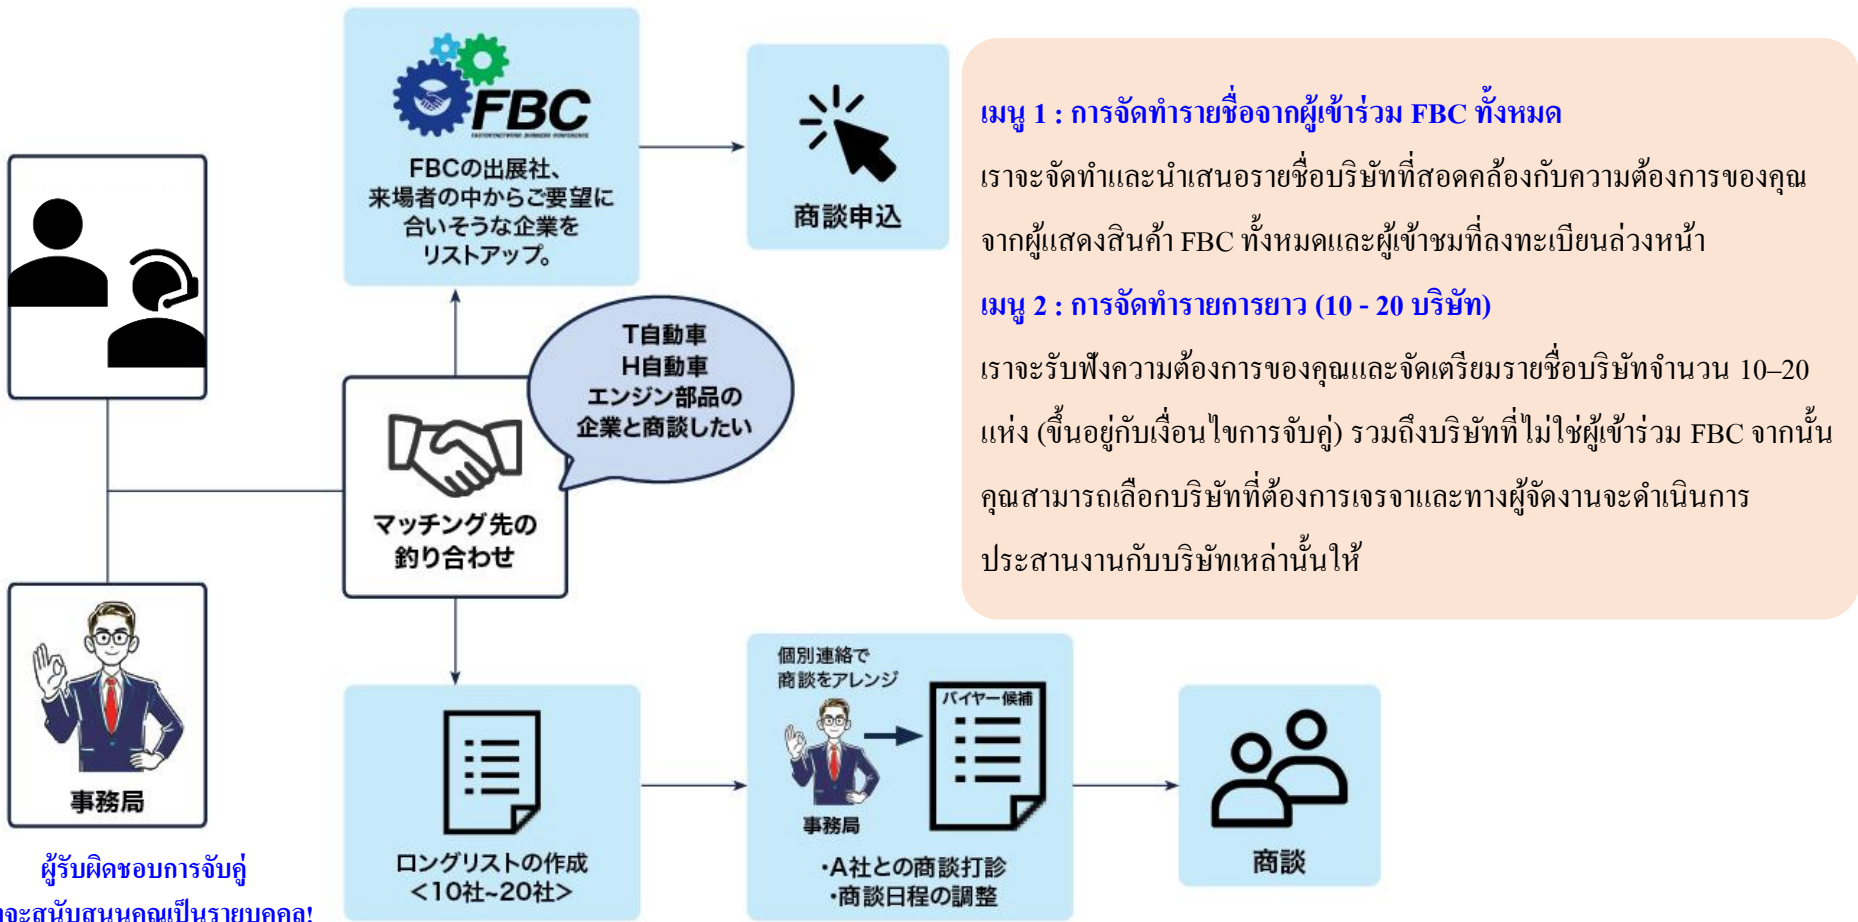 FBC
FACTORYNETWORK BUSINESS CONFERENCE
FBCの出展社、
来場者の中からご要望に
合いそうな企業を
リストアップ。
商談申込
เมนู 1 : การจัดทำรายชื่อจากผู้เข้าร่วม FBC ทั้งหมด
เราจะจัดทำและนำเสนอรายชื่อบริษัทที่สอดคล้องกับความต้องการของคุณ
จากผู้แสดงสินค้า FBC ทั้งหมดและผู้เข้าชมที่ลงทะเบียนล่วงหน้า
เมนู 2 : การจัดทำรายการยาว (10 - 20 บริษัท)
เราจะรับฟังความต้องการของคุณและจัดเตรียมรายชื่อบริษัทจำนวน 10–20
แห่ง (ขึ้นอยู่กับเงื่อนไขการจับคู่) รวมถึงบริษัทที่ไม่ใช่ผู้เข้าร่วม FBC จากนั้น
คุณสามารถเลือกบริษัทที่ต้องการเจรจาและทางผู้จัดงานจะดำเนินการ
ประสานงานกับบริษัทเหล่านั้นให้
T自動車
H自動車
エンジン部品の
企業と商談したい
マッチング先の
釣り合わせ
事務局
ผู้รับผิดชอบการจับคู่
จะสนับสนุนคุณเป็นรายบุคคล!
ロングリストの作成
<10社~20社>
個別連絡で
商談をアレンジ
バイヤー候補
事務局
・A社との商談打診
・商談日程の調整
商談